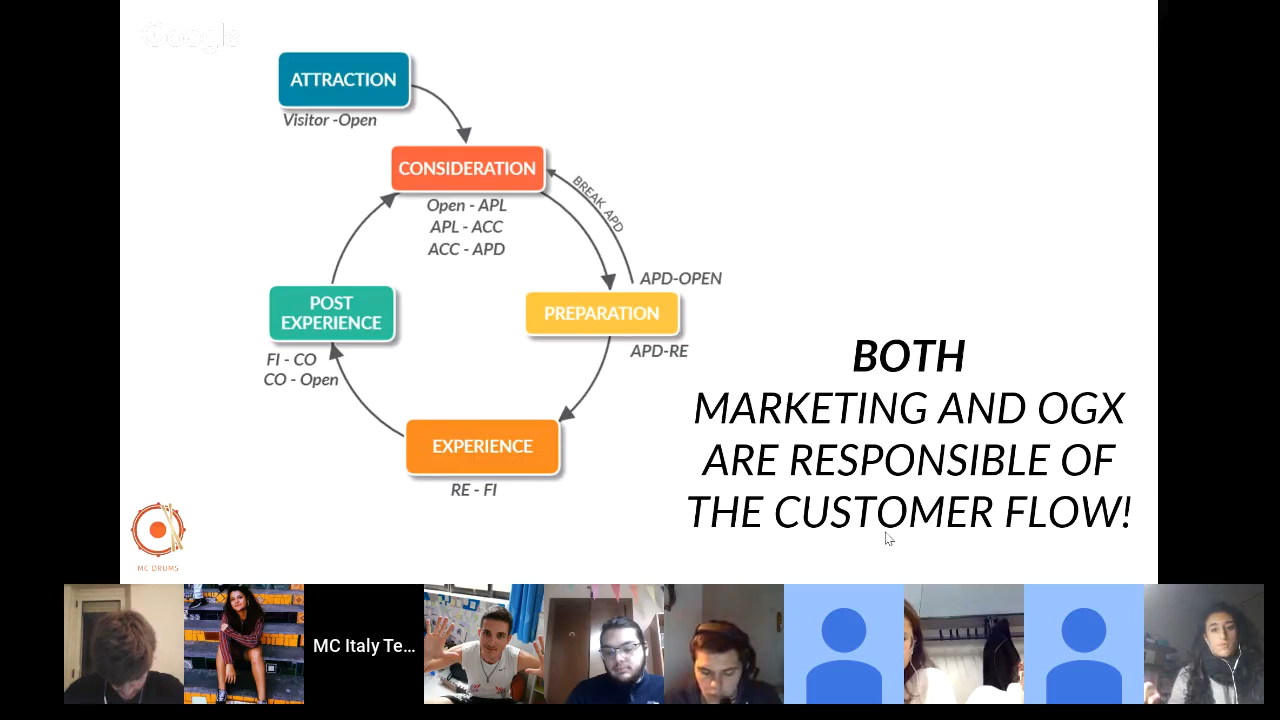 Google
ATTRACTION
Visitor -Open
CONSIDERATION
Open - APL
APL - ACC
ACC - APD
BREAK APD
APD-OPEN
PREPARATION
APD-RE
EXPERIENCE
RE - FI
POST
EXPERIENCE
FI - CO
CO - Open
BOTH
MARKETING AND OGX
ARE RESPONSIBLE OF
THE CUSTOMER FLOW!
MC DRUMS
MC Italy Te...